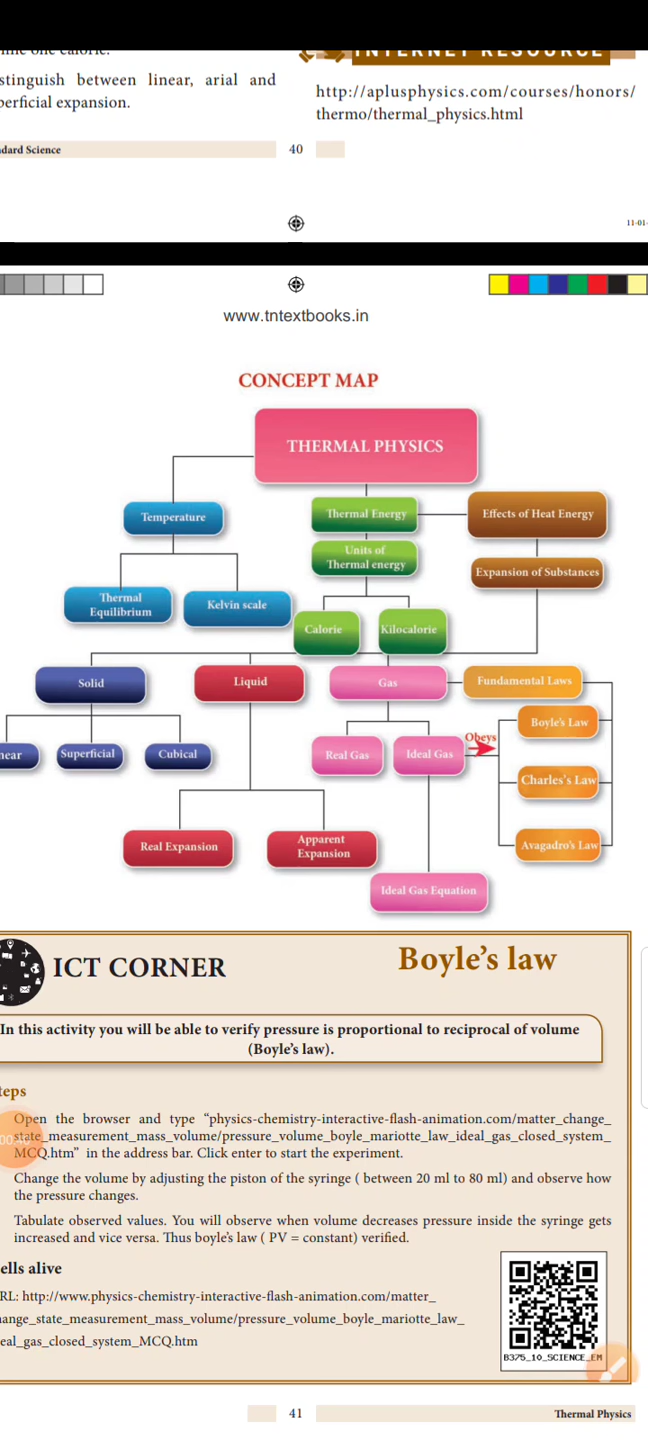 stinguish between linear, arial and
perficial expansion.
INTERNET RESOURCE
http://aplusphysics.com/courses/honors/
thermo/thermal_physics.html
dard Science
40
11-01-
www.tntextbooks.in
CONCEPT MAP
THERMAL PHYSICS
Temperature
Thermal Energy
Effects of Heat Energy
Units of
Thermal energy
Expansion of Substances
Thermal
Equilibrium
Kelvin scale
Calorie
Kilocalorie
Solid
Liquid
Gas
Fundamental Laws
near
Superficial
Cubical
Real Gas
Ideal Gas
Obeys
Boyle's Law
Charles's Law
Avagadro's Law
Real Expansion
Apparent
Expansion
Ideal Gas Equation
ICT CORNER
Boyle's law
In this activity you will be able to verify pressure is proportional to reciprocal of volume
(Boyle's law).
teps
Open the browser and type “physics-chemistry-interactive-flash-animation.com/matter_change_
state_measurement_mass_volume/pressure_volume_boyle_mariotte_law_ideal_gas_closed_system_
MCQ.htm” in the address bar. Click enter to start the experiment.
Change the volume by adjusting the piston of the syringe ( between 20 ml to 80 ml) and observe how
the pressure changes.
Tabulate observed values. You will observe when volume decreases pressure inside the syringe gets
increased and vice versa. Thus boyle's law ( PV = constant) verified.
ells alive
RL: http://www.physics-chemistry-interactive-flash-animation.com/matter_
hange_state_measurement_mass_volume/pressure_volume_boyle_mariotte_law_
eal_gas_closed_system_MCQ.htm
B375_10_SCIENCE_EM
41
Thermal Physics